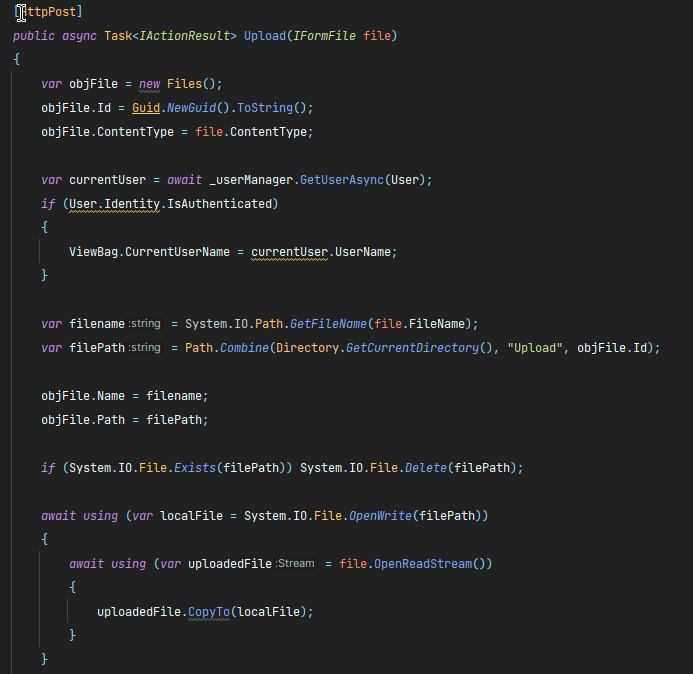 [HttpPost]
public async Task<IActionResult> Upload(IFormFile file)
{
var objFile = new Files();
objFile.Id = Guid.NewGuid().ToString();
objFile.ContentType = file.ContentType;
var currentUser = await _userManager.GetUserAsync(User);
if (User.Identity.IsAuthenticated)
{
ViewBag.CurrentUserName = currentUser.UserName;
}
var filename :string = System.IO.Path.GetFileName(file.FileName);
var filePath :string = Path.Combine(Directory.GetCurrentDirectory(), "Upload", objFile.Id);
objFile.Name = filename;
objFile.Path = filePath;
if (System.IO.File.Exists(filePath)) System.IO.File.Delete(filePath);
await using (var localFile = System.IO.File.OpenWrite(filePath))
{
await using (var uploadedFile :Stream = file.OpenReadStream())
{
uploadedFile.CopyTo(localFile);
}
}